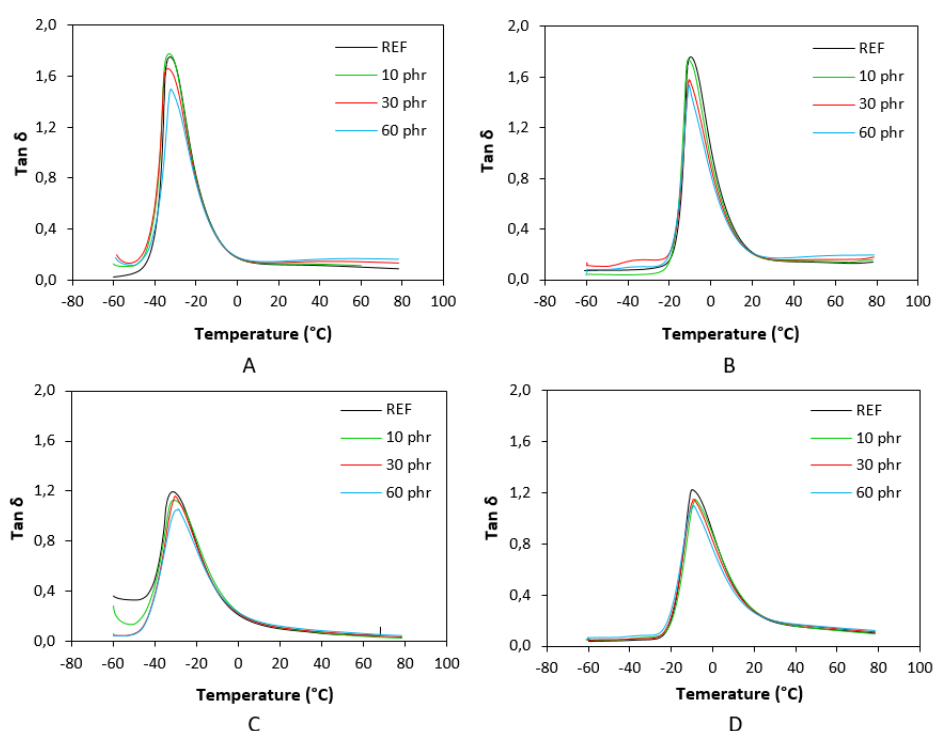 2,0
1,6
1,2
0,8
0,4
0,0
Tan δ
REF
10 phr
30 phr
60 phr
-80 -60 -40 -20 0 20 40 60 80 100
Temperature (°C)
A
2,0
1,6
1,2
0,8
0,4
0,0
Tan δ
REF
10 phr
30 phr
60 phr
-80 -60 -40 -20 0 20 40 60 80 100
Temperature (°C)
B
2,0
1,6
1,2
0,8
0,4
0,0
Tan δ
REF
10 phr
30 phr
60 phr
-80 -60 -40 -20 0 20 40 60 80 100
Temperature (°C)
C
2,0
1,6
1,2
0,8
0,4
0,0
Tan δ
REF
10 phr
30 phr
60 phr
-80 -60 -40 -20 0 20 40 60 80 100
Temerature (°C)
D